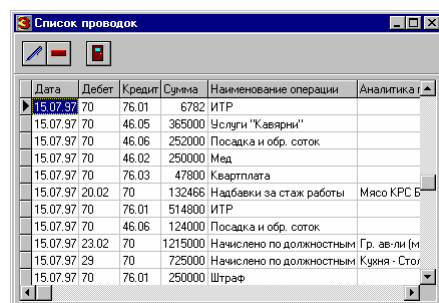 Список проводок
Дата Дебет Кредит Сумма Наименование операции Аналитика г
15.07.97 70 76.01 6782 ИТР
15.07.97 70 46.05 365000 Услуги "Кавярни"
15.07.97 70 46.06 252000 Посадка и обр. соток
15.07.97 70 46.02 250000 Мед
15.07.97 70 76.03 47800 Квартплата
15.07.97 20.02 70 132466 Надбавки за стаж работы Мясо КРС Б
15.07.97 70 76.01 514800 ИТР
15.07.97 70 46.06 124000 Посадка и обр. соток
15.07.97 23.02 70 1215000 Начислено по должностным Гр. ав-ли (м
15.07.97 29 70 725000 Начислено по должностным Кухня - Стол
15.07.97 70 76.01 250000 Штраф